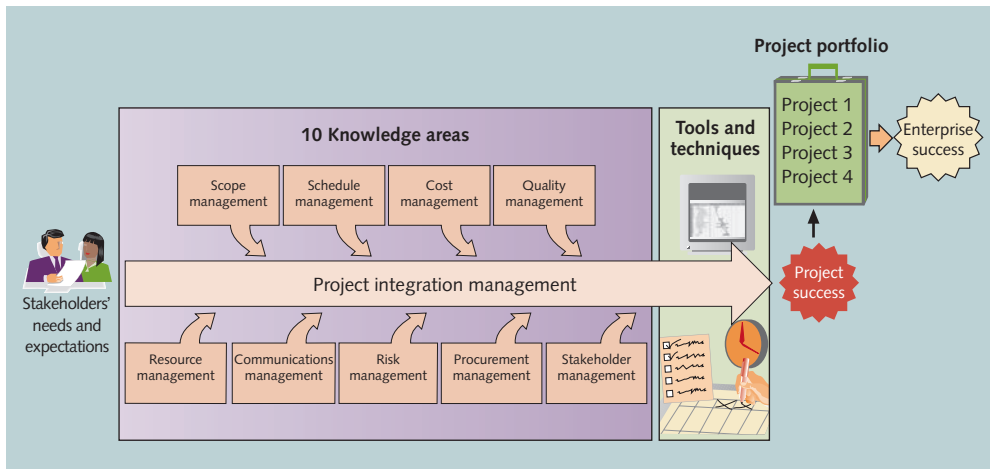 Project portfolio
Project 1
Project 2
Project 3
Project 4
Enterprise
success
10 Knowledge areas
Tools and
techniques
Scope
management
Schedule
management
Cost
management
Quality
management
Stakeholders'
needs and
expectations
Project integration management
Project
success
Resource
management
Communications
management
Risk
management
Procurement
management
Stakeholder
management